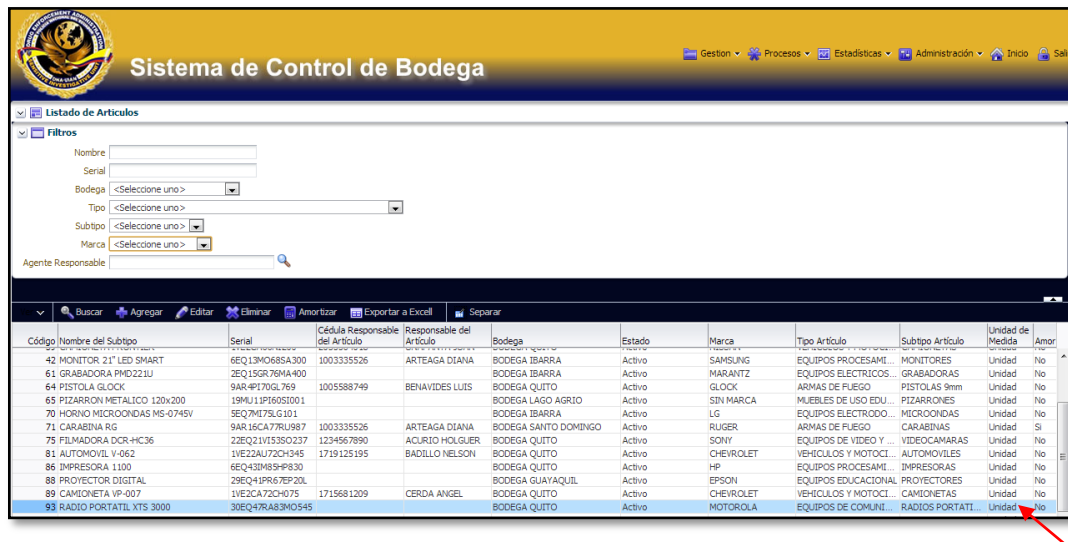 Sistema de Control de Bodega
Gestion Procesos Estadísticas Administración Inicio Sali
Listado de Articulos
Filtros
Nombre
Serial
Bodega <Seleccione uno>
Tipo <Seleccione uno>
Subtipo <Seleccione uno>
Marca <Seleccione uno>
Agente Responsable
Buscar Agregar Editar Eliminar Amortizar Exportar a Excell Separar
Código Nombre del Subtipo Serial Cédula Responsable del Artículo Responsable del Artículo Bodega Estado Marca Tipo Artículo Subtipo Artículo Unidad de Medida Amor
42 MONITOR 21" LED SMART 6EQ13MO68SA300 1003335526 ARTEAGA DIANA BODEGA IBARRA Activo SAMSUNG EQUIPOS PROCESAMI... MONITORES Unidad No
61 GRABADORA PMD221U 2EQ15GR76MA400 BODEGA IBARRA Activo MARANTZ EQUIPOS ELECTRICOS... GRABADORAS Unidad No
64 PISTOLA GLOCK 9AR4PI70GL769 1005588749 BENAVIDES LUIS BODEGA QUITO Activo GLOCK ARMAS DE FUEGO PISTOLAS 9mm Unidad No
65 PIZARRON METALICO 120x200 19MU11PI60SI001 BODEGA LAGO AGRIO Activo SIN MARCA MUEBLES DE USO EDU... PIZARRONES Unidad No
70 HORNO MICROONDAS MS-0745V 5EQ7MI75LG101 BODEGA IBARRA Activo LG EQUIPOS ELECTRODO... MICROONDAS Unidad No
71 CARABINA RG 9AR16CA77RU987 1003335526 ARTEAGA DIANA BODEGA SANTO DOMINGO Activo RUGER ARMAS DE FUEGO CARABINAS Unidad Si
75 FILMADORA DCR-HC36 22EQ21VI53SO237 1234567890 ACURIO HOLGUER BODEGA QUITO Activo SONY EQUIPOS DE VIDEO Y ... VIDEOCAMARAS Unidad No
81 AUTOMOVIL V-062 1VE22AU72CH345 1719125195 BADILLO NELSON BODEGA QUITO Activo CHEVROLET VEHICULOS Y MOTOCI... AUTOMOVILES Unidad No
86 IMPRESORA 1100 6EQ43IM85HP830 BODEGA QUITO Activo HP EQUIPOS PROCESAMI... IMPRESORAS Unidad No
88 PROYECTOR DIGITAL 29EQ41PR67EP20L BODEGA GUAYAQUIL Activo EPSON EQUIPOS EDUCACIONAL PROYECTORES Unidad No
89 CAMIONETA VP-007 1VE2CA72CH075 1715681209 CERDA ANGEL BODEGA QUITO Activo CHEVROLET VEHICULOS Y MOTOCI... CAMIONETAS Unidad No
93 RADIO PORTATIL XTS 3000 30EQ47RA83MO545 BODEGA QUITO Activo MOTOROLA EQUIPOS DE COMUNI... RADIOS PORTATI... Unidad No